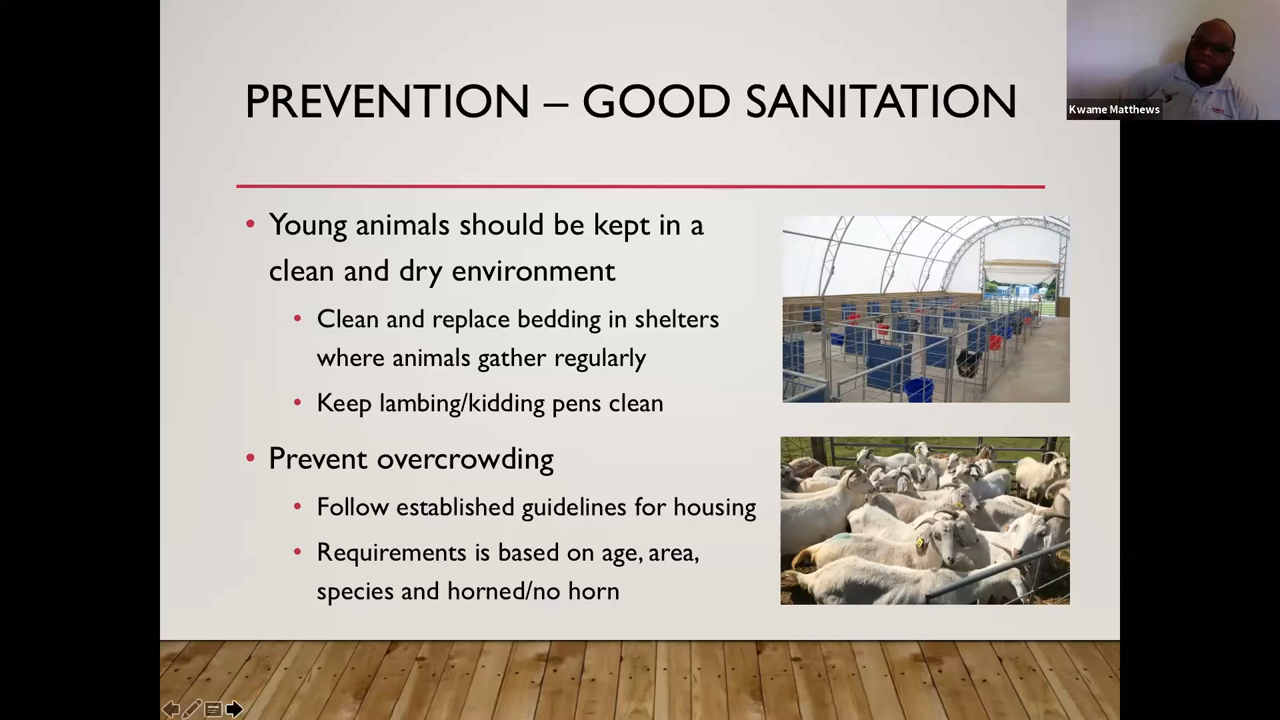 PREVENTION – GOOD SANITATION
Kwame Matthews
• Young animals should be kept in a
clean and dry environment
• Clean and replace bedding in shelters
where animals gather regularly
• Keep lambing/kidding pens clean
• Prevent overcrowding
• Follow established guidelines for housing
• Requirements is based on age, area,
species and horned/no horn